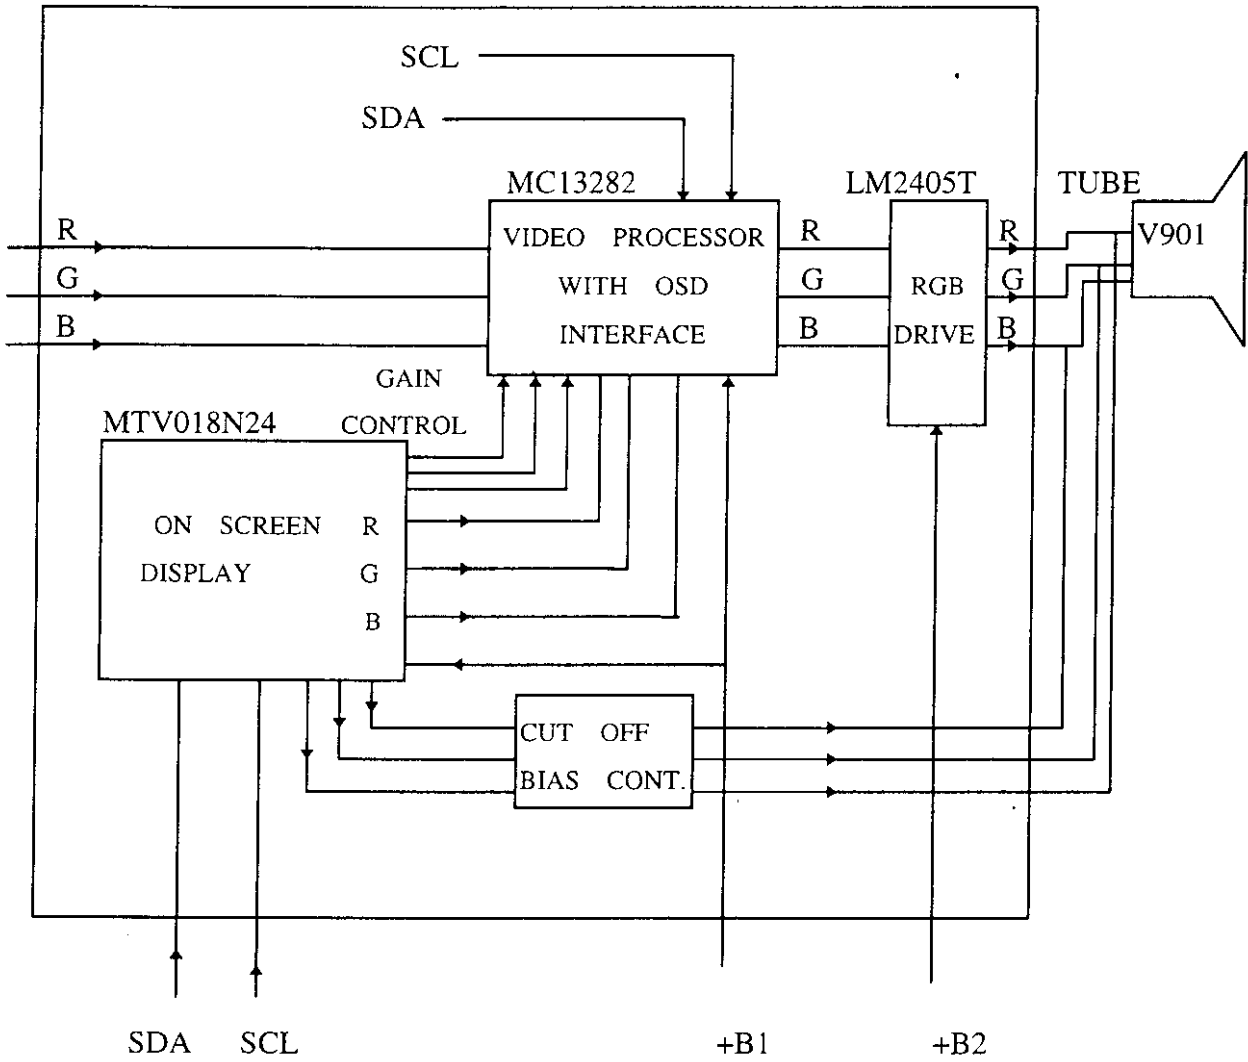 SCL
SDA
MC13282
LM2405T
TUBE
R
VIDEO PROCESSOR
R
R
V901
G
WITH OSD
G
RGB
G
B
INTERFACE
B
DRIVE
B
GAIN
CONTROL
MTV018N24
ON SCREEN
R
DISPLAY
G
B
CUT OFF
BIAS CONT.
SDA
SCL
+B1
+B2